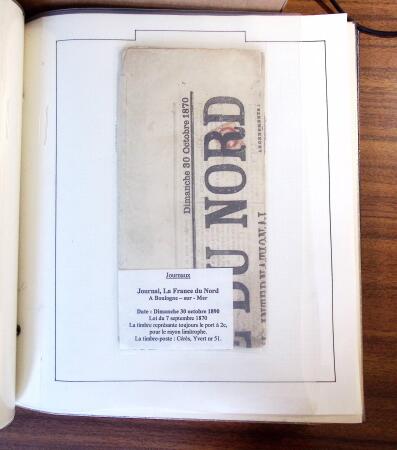 Dimanche 30 Octobre 1870
DU NORD
Journaux
Journal, La France du Nord
A Boulogne - sur - Mer
Date : Dimanche 30 octobre 1890
Loi du 7 septembre 1870
La timbre représente toujours le port à 2c,
pour le rayon limitrophe.
La timbre-poste : Cérès, Yvert nr 51.